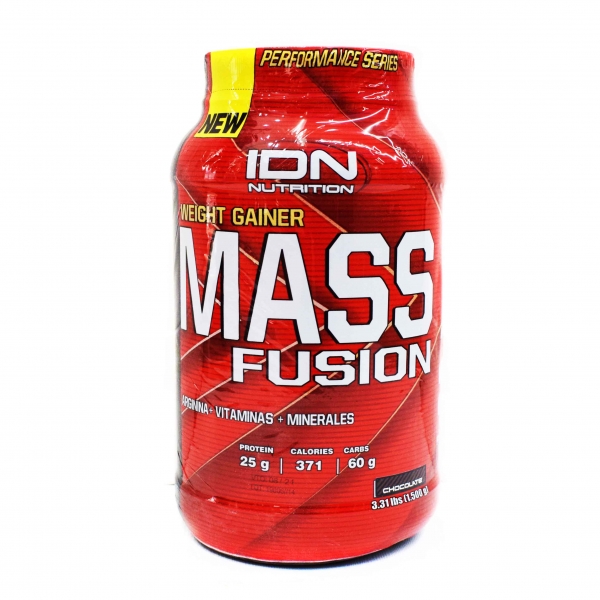 PERFORMANCE SERIES
NEW
IDN
NUTRITION
WEIGHT GAINER
MASS
FUSION
ARGININA + VITAMINAS + MINERALES
PROTEIN CALORIES CARBS
25 g 371 60 g
CHOCOLATE
3.31 lbs (1.500 g)